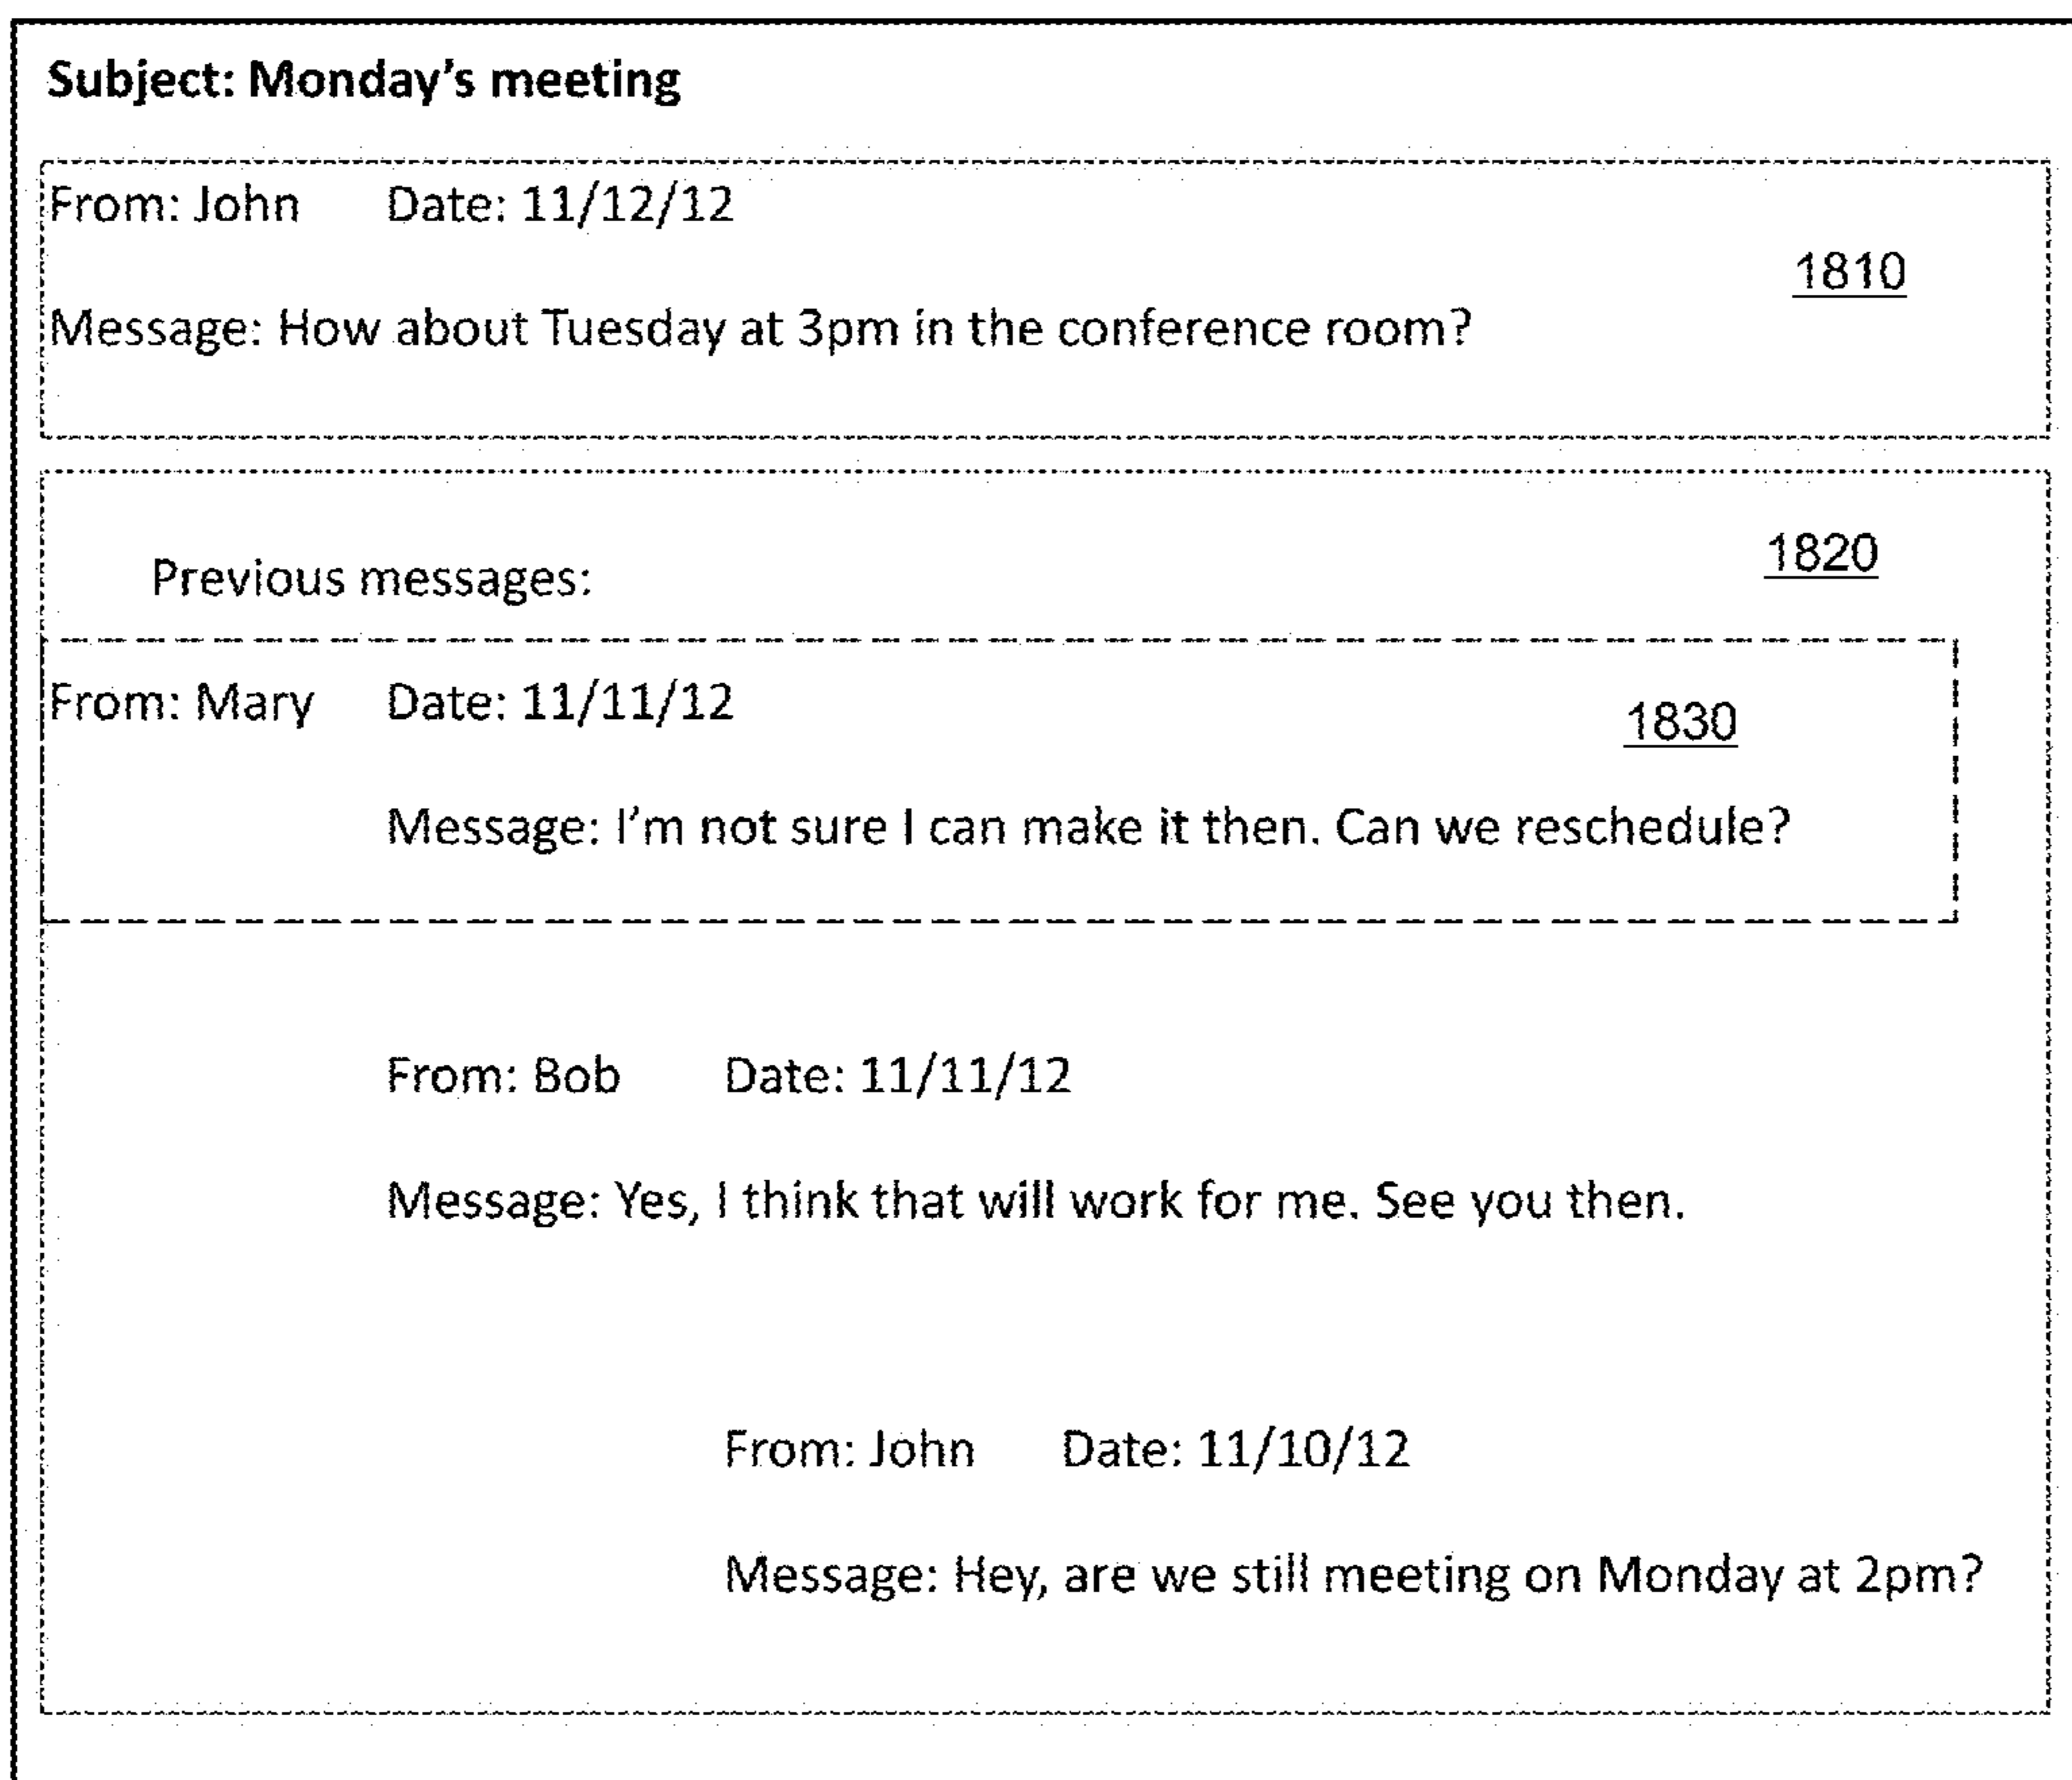 Subject: Monday's meeting
From: John Date: 11/12/12
1810
Message: How about Tuesday at 3pm in the conference room?
1820
Previous messages:
From: Mary Date: 11/11/12
1830
Message: I'm not sure I can make it then. Can we reschedule?
From: Bob Date: 11/11/12
Message: Yes, I think that will work for me. See you then.
From: John Date: 11/10/12
Message: Hey, are we still meeting on Monday at 2pm?